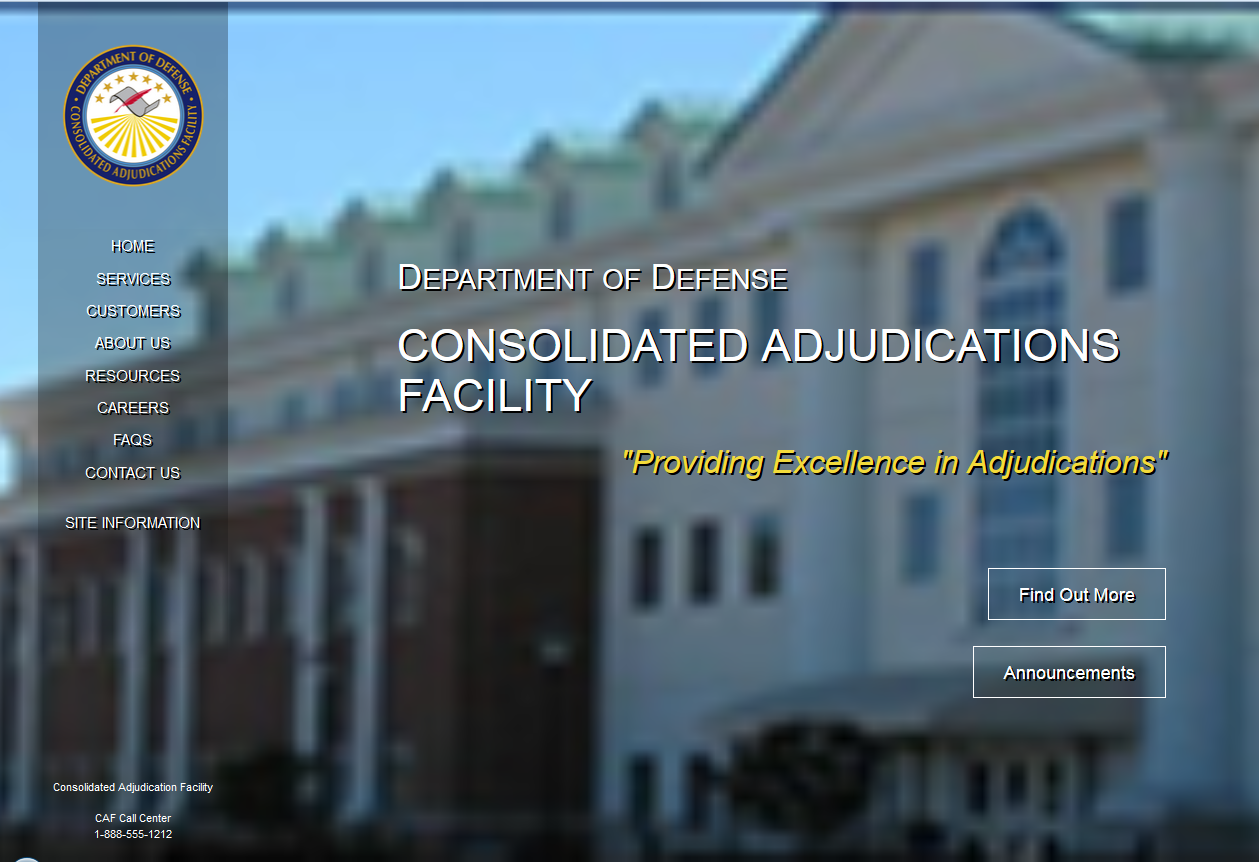 DEPARTMENT OF DEFENSE
CONSOLIDATED ADJUDICATIONS FACILITY
HOME
SERVICES
CUSTOMERS
ABOUT US
RESOURCES
CAREERS
FAQS
CONTACT US
SITE INFORMATION
Consolidated Adjudication Facility
CAF Call Center
1-888-555-1212
DEPARTMENT OF DEFENSE
CONSOLIDATED ADJUDICATIONS
FACILITY
"Providing Excellence in Adjudications"
Find Out More
Announcements